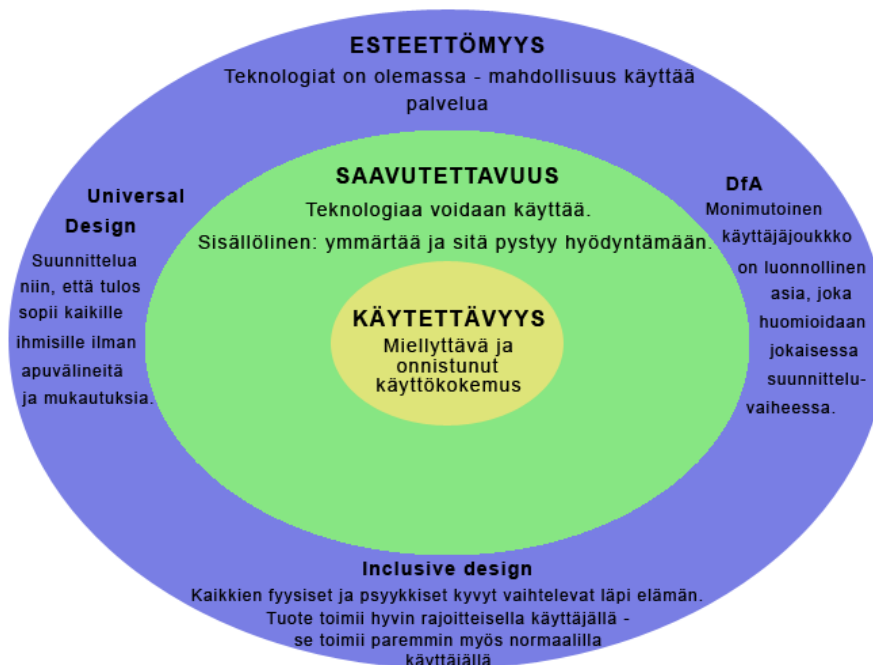 ESTEETTÖMYYS
Teknologiat on olemassa - mahdollisuus käyttää
palvelua
SAAVUTETTAVUUS
Teknologiaa voidaan käyttää.
Sisällölinen: ymmärtää ja sitä pystyy hyödyntämään.
KÄYTETTÄVYYS
Miellyttävä ja
onnistunut
käyttökokemus
Universal
Design
Suunnittelua
niin, että tulos
sopii kaikille
ihmisille ilman
apuvälineitä
ja mukautuksia.
DfA
Monimutoinen
käyttäjäjoukkko
on luonnollinen
asia, joka
huomioidaan
jokaisessa
suunnittelu-
vaiheessa.
Inclusive design
Kaikkien fyysiset ja psyykkiset kyvyt vaihtelevat läpi elämän.
Tuote toimii hyvin rajoitteisella käyttäjällä -
se toimii paremmin myös normaalilla
käyttäjällä